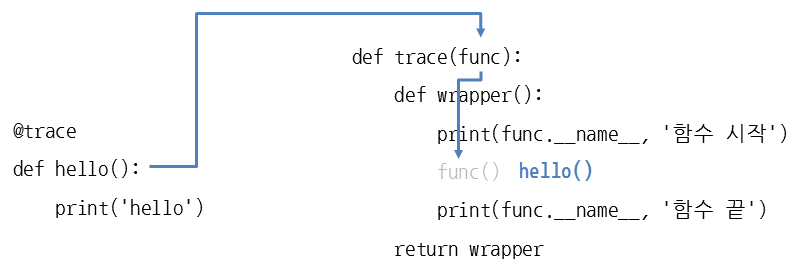 @trace
def hello():
    print('hello')
def trace(func):
    def wrapper():
        print(func.__name__, '함수 시작')
        func() hello()
        print(func.__name__, '함수 끝')
    return wrapper